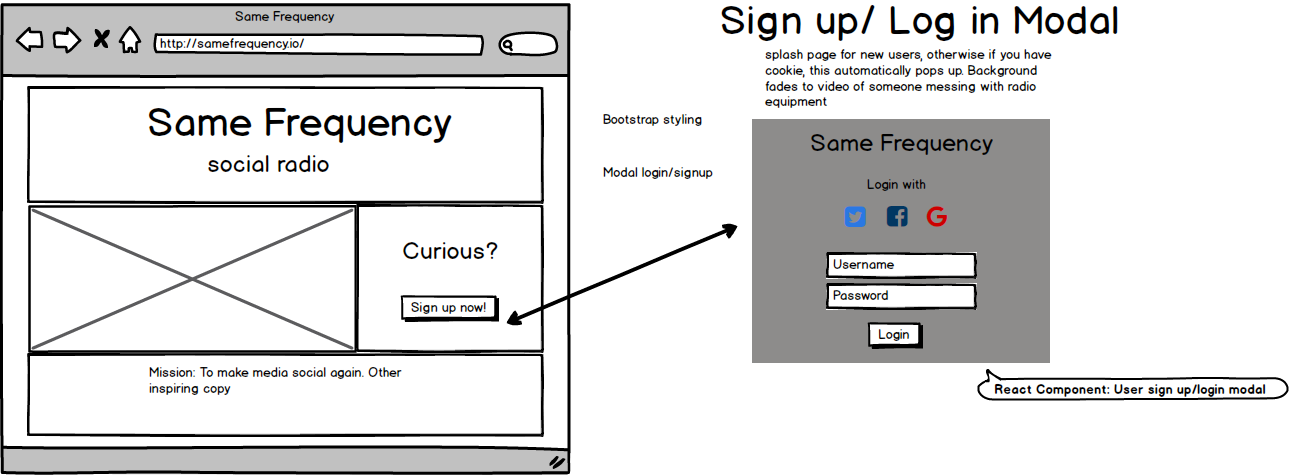 Same Frequency
http://samefrequency.io/
Same Frequency
social radio
Curious?
Sign up now!
Mission: To make media social again. Other
inspiring copy
Bootstrap styling
Modal login/signup
Sign up/ Log in Modal
splash page for new users, otherwise if you have
cookie, this automatically pops up. Background
fades to video of someone messing with radio
equipment
Same Frequency
Login with
Username
Password
Login
React Component: User sign up/login modal